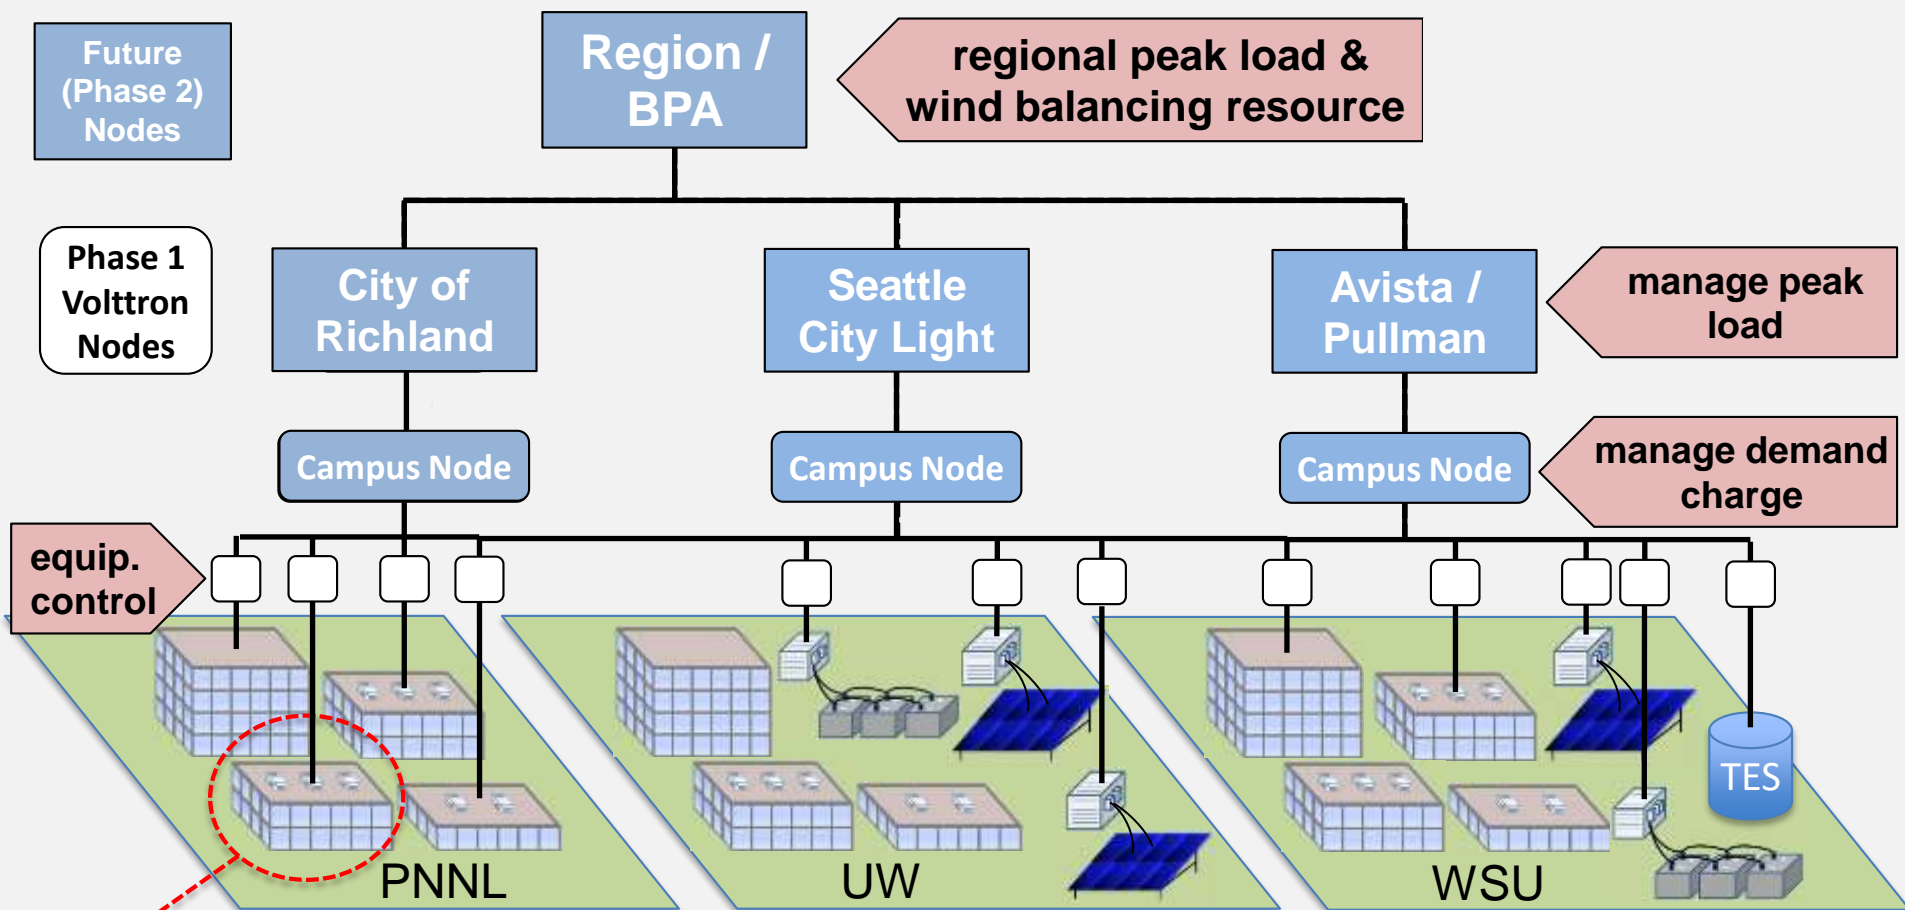 Future
(Phase 2)
Nodes
Region /
BPA
regional peak load &
wind balancing resource
Phase 1
Volttron
Nodes
City of
Richland
Seattle
City Light
Avista /
Pullman
manage peak
load
Campus Node
Campus Node
Campus Node
manage demand
charge
equip.
control
TES
PNNL
UW
WSU